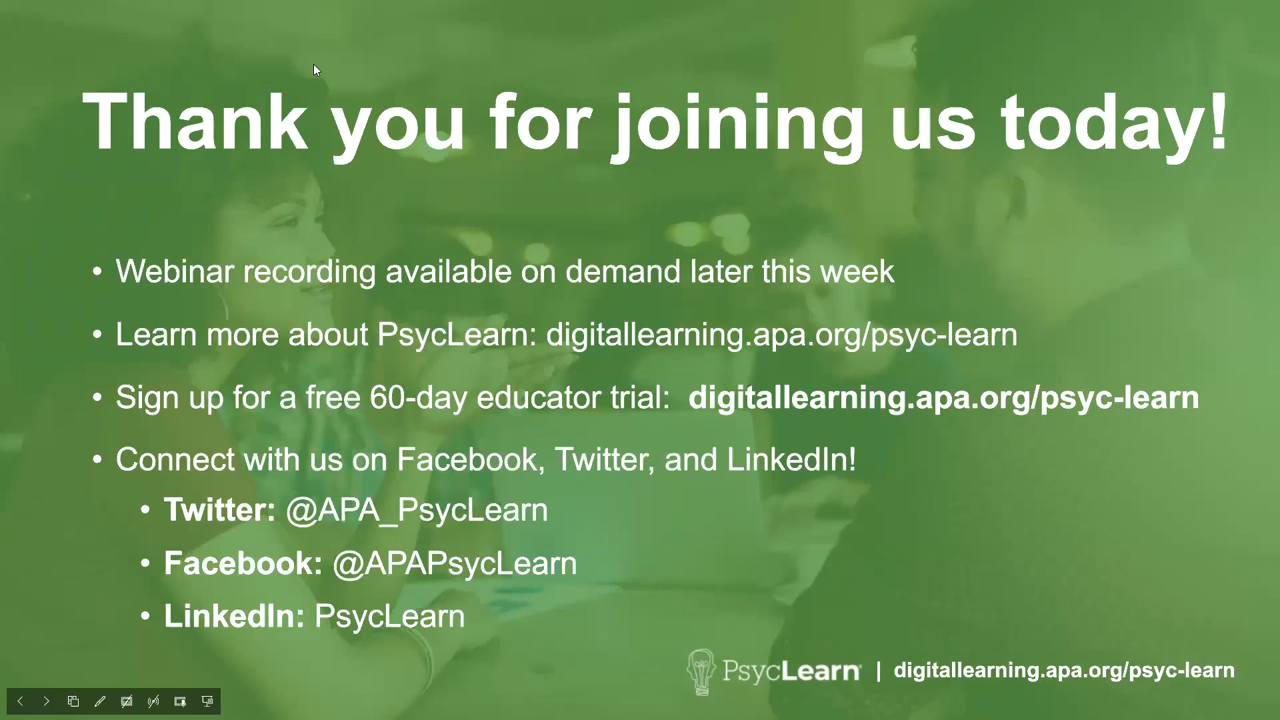 Thank you for joining us today!
• Webinar recording available on demand later this week
• Learn more about PsycLearn: digitallearning.apa.org/psyc-learn
• Sign up for a free 60-day educator trial: digitallearning.apa.org/psyc-learn
• Connect with us on Facebook, Twitter, and LinkedIn!
• Twitter: @APA_PsycLearn
• Facebook: @APAPsycLearn
• LinkedIn: PsycLearn
PsycLearn | digitallearning.apa.org/psyc-learn